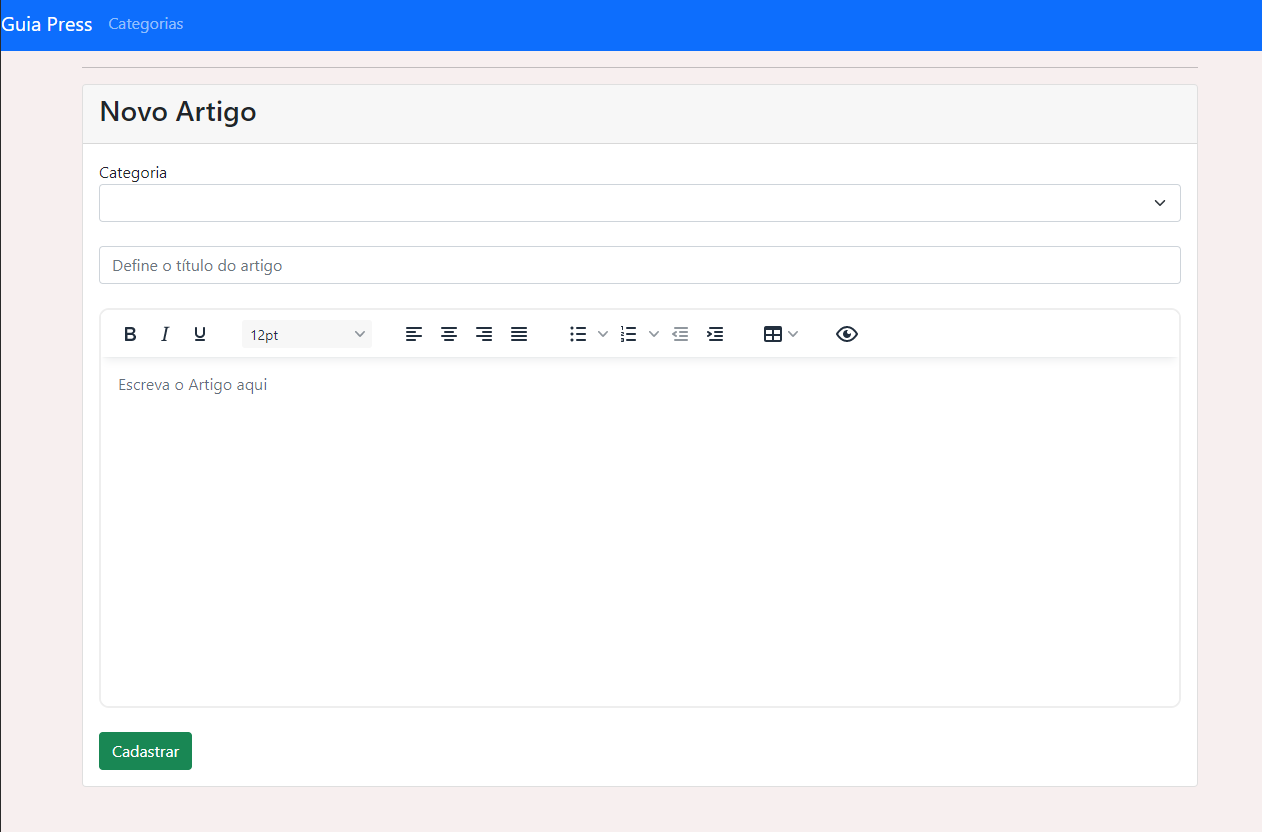 Guia Press Categorias
Novo Artigo
Categoria
Define o título do artigo
B I U 12pt
Escreva o Artigo aqui
Cadastrar